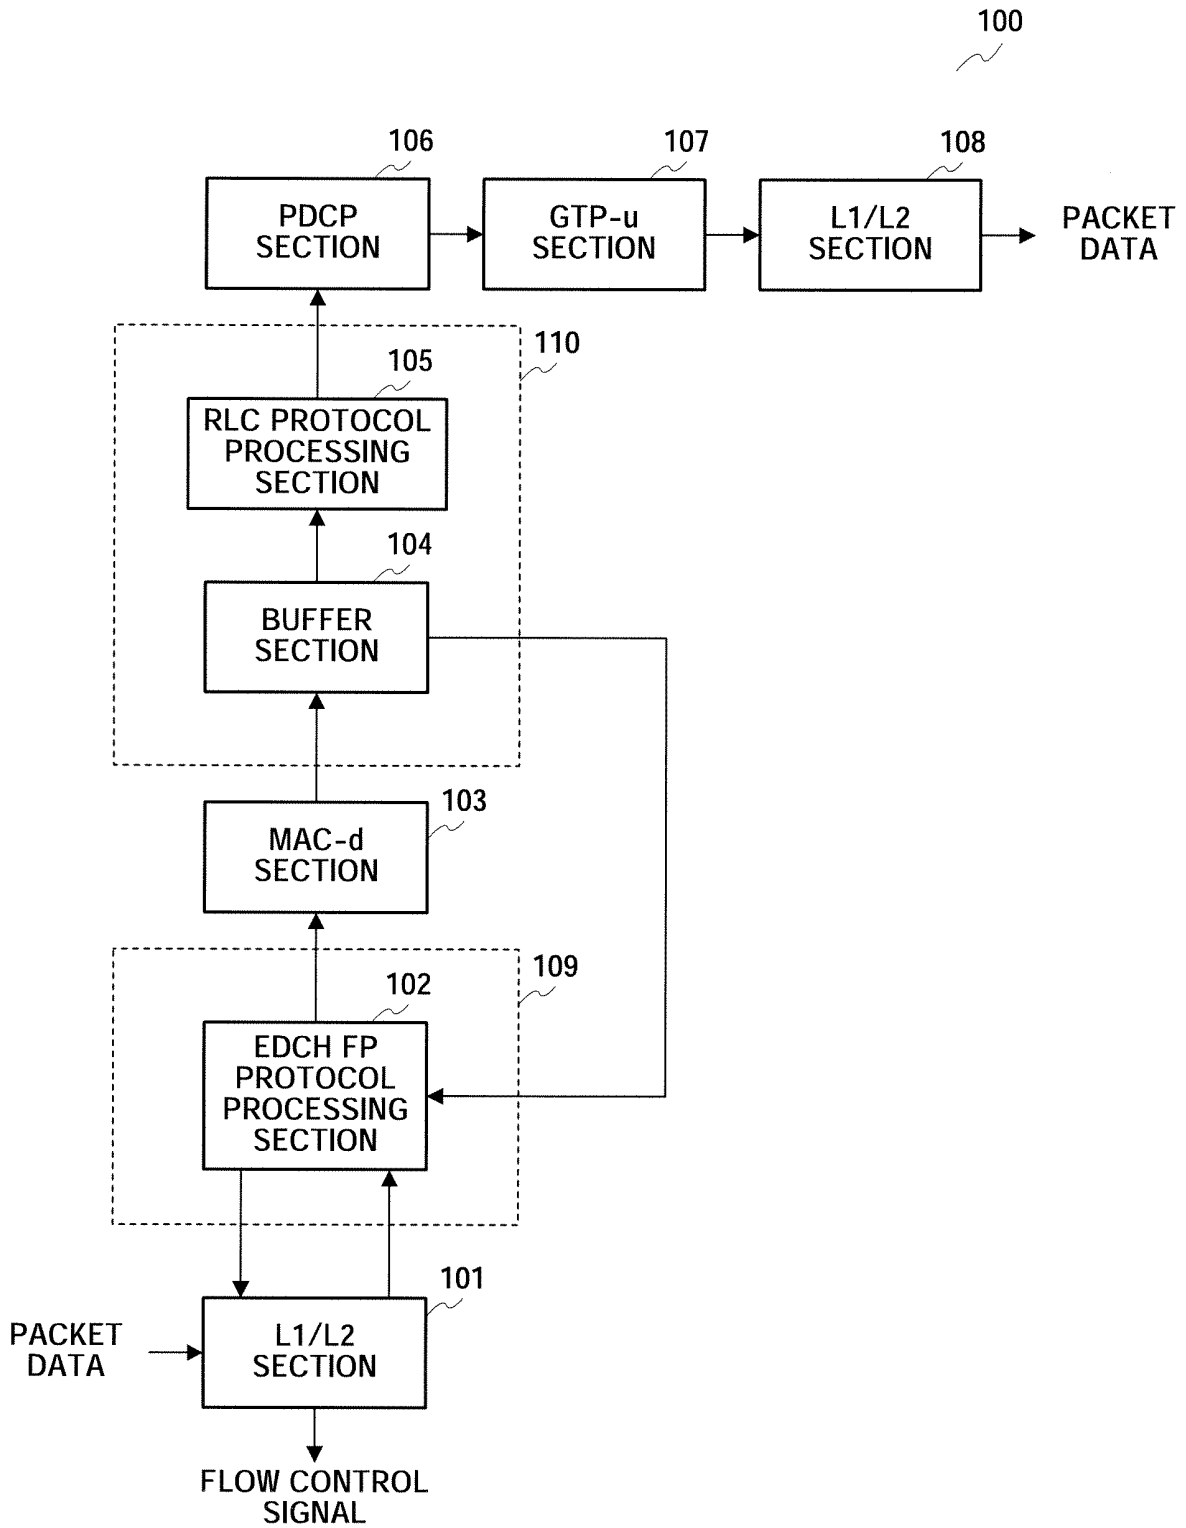 100
106
107
108
PDCP
SECTION
GTP-u
SECTION
L1/L2
SECTION
PACKET
DATA
110
105
RLC PROTOCOL
PROCESSING
SECTION
104
BUFFER
SECTION
103
MAC-d
SECTION
109
102
EDCH FP
PROTOCOL
PROCESSING
SECTION
101
PACKET
DATA
L1/L2
SECTION
FLOW CONTROL
SIGNAL